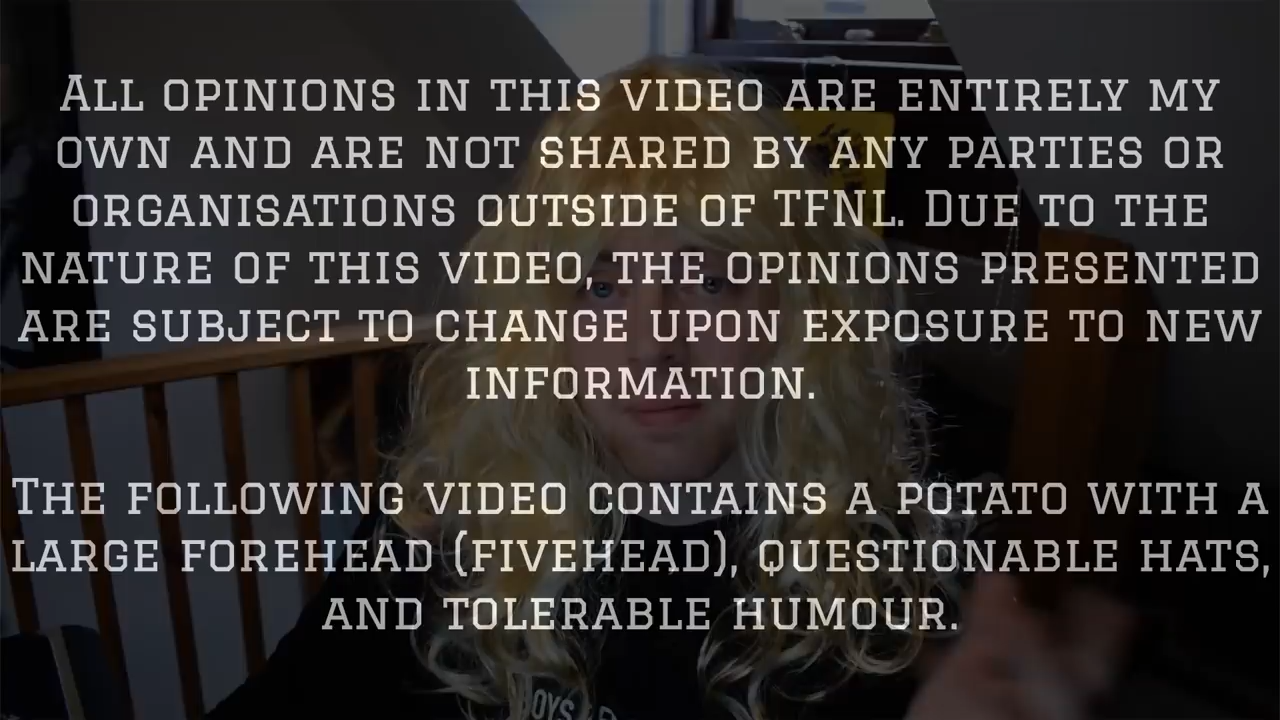 All opinions in this video are entirely my
own and are not shared by any parties or
organisations outside of TFNL. Due to the
nature of this video, the opinions presented
are subject to change upon exposure to new
information.
The following video contains a potato with a
large forehead (fivehead), questionable hats,
and tolerable humour.